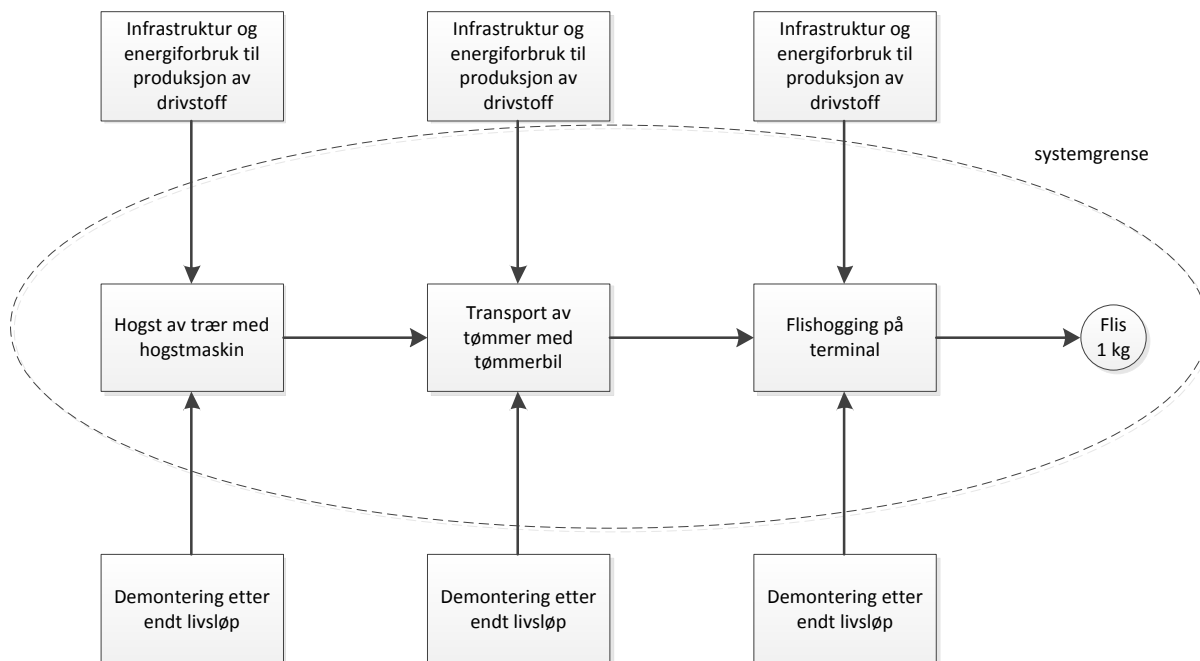 Infrastruktur og
energiforbruk til
produksjon av
drivstoff
Infrastruktur og
energiforbruk til
produksjon av
drivstoff
Infrastruktur og
energiforbruk til
produksjon av
drivstoff
systemgrense
Hogst av trær med
hogstmaskin
Transport av
tømmer med
tømmerbil
Flishogging på
terminal
Flis
1 kg
Demontering etter
endt livsløp
Demontering etter
endt livsløp
Demontering etter
endt livsløp